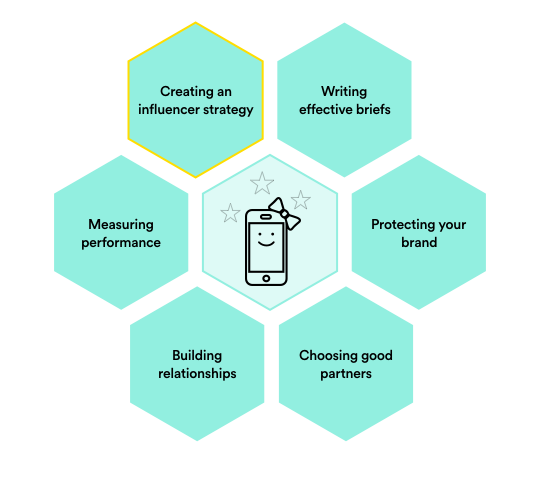 Creating an
influencer strategy
Writing
effective briefs
Measuring
performance
Protecting your
brand
Building
relationships
Choosing good
partners